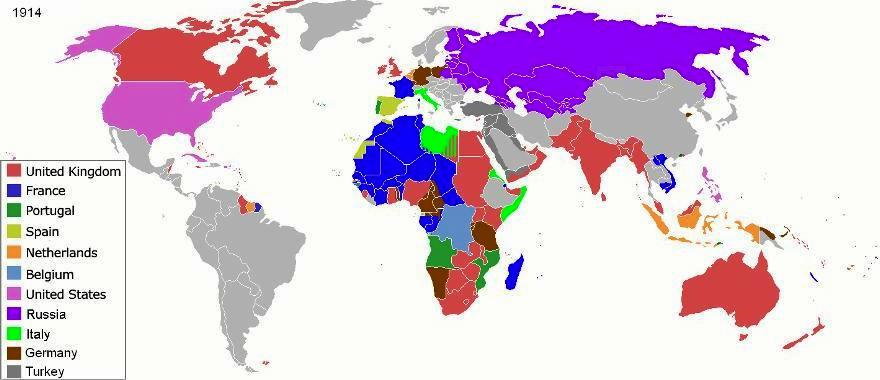 1914
United Kingdom
France
Portugal
Spain
Netherlands
Belgium
United States
Russia
Italy
Germany
Turkey